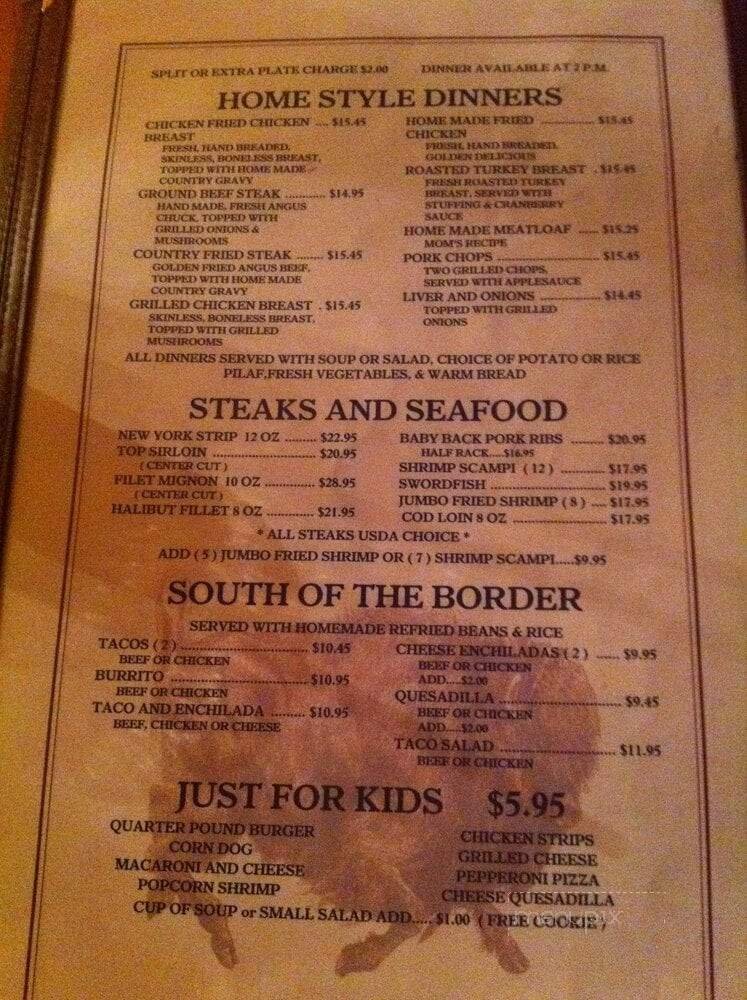 SPLIT OR EXTRA PLATE CHARGE $2.00 DINNER AVAILABLE AT 2 P.M.
HOME STYLE DINNERS
CHICKEN FRIED CHICKEN .... $15.45
BREAST
FRESH, HAND BREADED,
SKINLESS, BONELESS BREAST,
TOPPED WITH HOME MADE
COUNTRY GRAVY
GROUND BEEF STEAK ............ $14.95
HAND MADE, FRESH ANGUS
CHUCK, TOPPED WITH
GRILLED ONIONS &
MUSHROOMS
COUNTRY FRIED STEAK ........ $15.45
GOLDEN FRIED ANGUS BEEF,
TOPPED WITH HOME MADE
COUNTRY GRAVY
GRILLED CHICKEN BREAST . $15.45
SKINLESS, BONELESS BREAST,
TOPPED WITH GRILLED
MUSHROOMS
HOME MADE FRIED ................ $15.45
CHICKEN
FRESH, HAND BREADED,
GOLDEN DELICIOUS
ROASTED TURKEY BREAST . $15.45
FRESH ROASTED TURKEY
BREAST, SERVED WITH
STUFFING & CRANBERRY
SAUCE
HOME MADE MEATLOAF ...... $15.25
MOM'S RECIPE
PORK CHOPS ........................... $15.45
TWO GRILLED CHOPS,
SERVED WITH APPLESAUCE
LIVER AND ONIONS ................ $14.45
TOPPED WITH GRILLED
ONIONS
ALL DINNERS SERVED WITH SOUP OR SALAD, CHOICE OF POTATO OR RICE
PILAF,FRESH VEGETABLES, & WARM BREAD
STEAKS AND SEAFOOD
NEW YORK STRIP 12 OZ ......... $22.95
TOP SIRLOIN ............................... $20.95
( CENTER CUT )
FILET MIGNON 10 OZ .............. $28.95
( CENTER CUT )
HALIBUT FILLET 8 OZ .............. $21.95
BABY BACK PORK RIBS ......... $20.95
HALF RACK.....$16.95
SHRIMP SCAMPI ( 12 ) ............ $17.95
SWORDFISH ................................ $19.95
JUMBO FRIED SHRIMP ( 8 ) .... $17.95
COD LOIN 8 OZ ......................... $17.95
* ALL STEAKS USDA CHOICE *
ADD ( 5 ) JUMBO FRIED SHRIMP OR ( 7 ) SHRIMP SCAMPI.....$9.95
SOUTH OF THE BORDER
SERVED WITH HOMEMADE REFRIED BEANS & RICE
TACOS ( 2 ) ................................. $10.45
BEEF OR CHICKEN
BURRITO ................................... $10.95
BEEF OR CHICKEN
TACO AND ENCHILADA ......... $10.95
BEEF, CHICKEN OR CHEESE
CHEESE ENCHILADAS ( 2 ) ...... $9.95
BEEF OR CHICKEN
ADD.....$2.00
QUESADILLA ................................ $9.45
BEEF OR CHICKEN
ADD.....$2.00
TACO SALAD ............................. $11.95
BEEF OR CHICKEN
JUST FOR KIDS $5.95
QUARTER POUND BURGER
CORN DOG
MACARONI AND CHEESE
POPCORN SHRIMP
CHICKEN STRIPS
GRILLED CHEESE
PEPPERONI PIZZA
CHEESE QUESADILLA
CUP OF SOUP or SMALL SALAD ADD..... $1.00 ( FREE COOKIE )